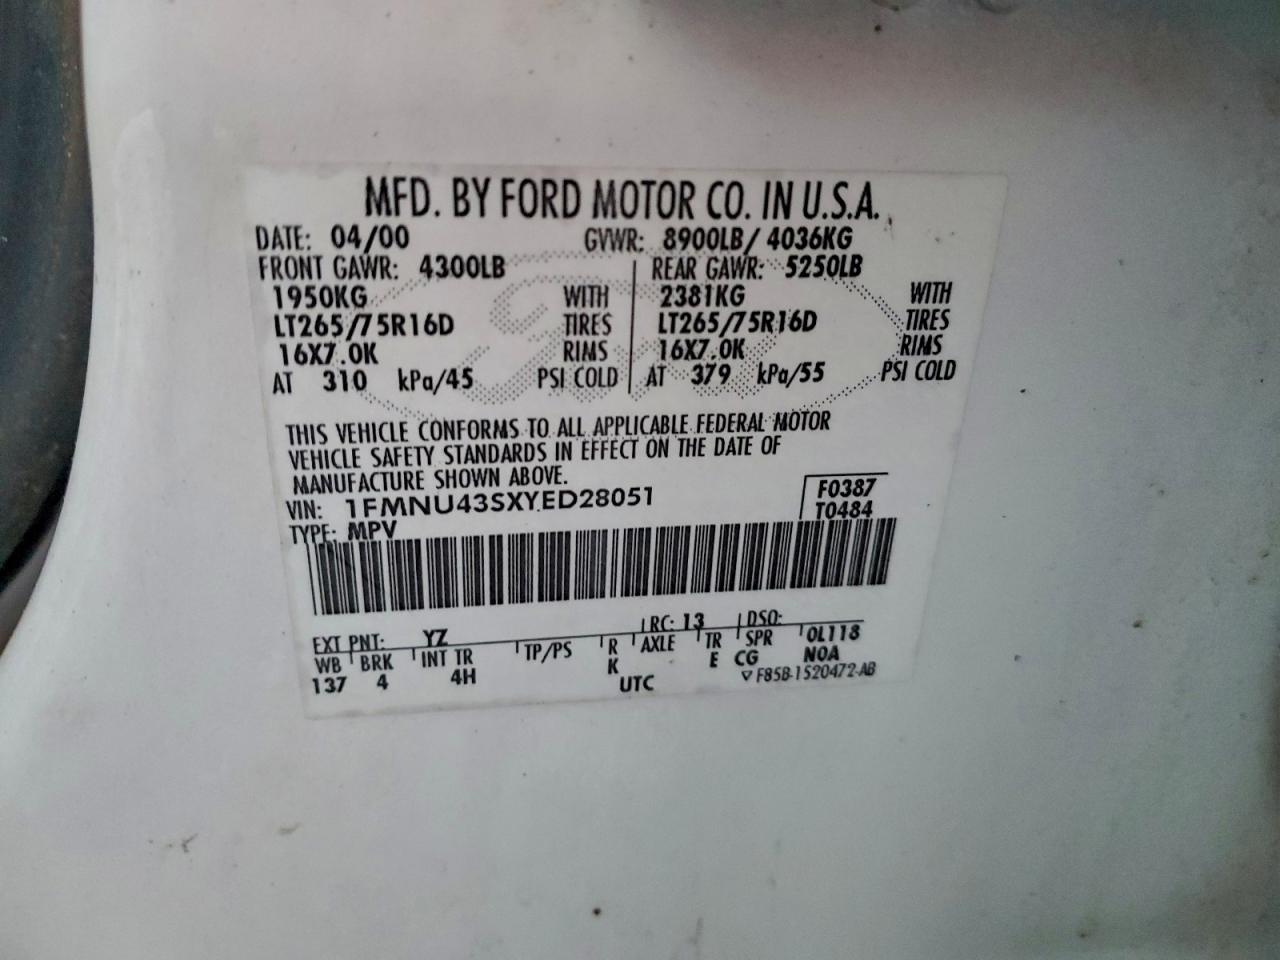 MFD. BY FORD MOTOR CO. IN U.S.A.
DATE: 04/00 GVWR: 8900LB/ 4036KG
FRONT GAWR: 4300LB REAR GAWR: 5250LB
1950KG WITH 2381KG WITH
LT265/75R16D TIRES LT265/75R16D TIRES
16X7.0K RIMS 16X7.0K RIMS
AT 310 kPa/45 PSI COLD AT 379 kPa/55 PSI COLD
THIS VEHICLE CONFORMS TO ALL APPLICABLE FEDERAL MOTOR
VEHICLE SAFETY STANDARDS IN EFFECT ON THE DATE OF
MANUFACTURE SHOWN ABOVE.
VIN: 1FMNU43SXYED28051 F0387
TYPE: MPV T0484
EXT PNT: YZ RC: 13 DSO:
WB BRK INT TR TP/PS R AXLE TR SPR OL118
137 4 4H K E CG NOA
UTC F85B-1520472-AB